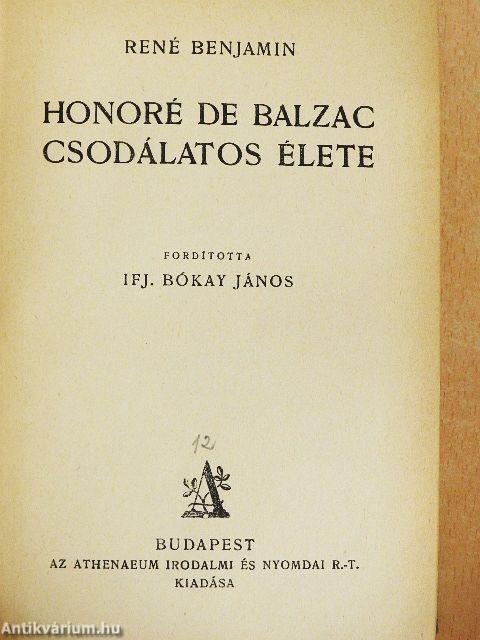 RENÉ BENJAMIN
HONORÉ DE BALZAC
CSODÁLATOS ÉLETE
FORDÍTOTTA
IFJ. BÓKAY JÁNOS
12
A
BUDAPEST
AZ ATHENAEUM IRODALMI ÉS NYOMDAI R.-T.
KIADÁSA
Antikvárium.hu